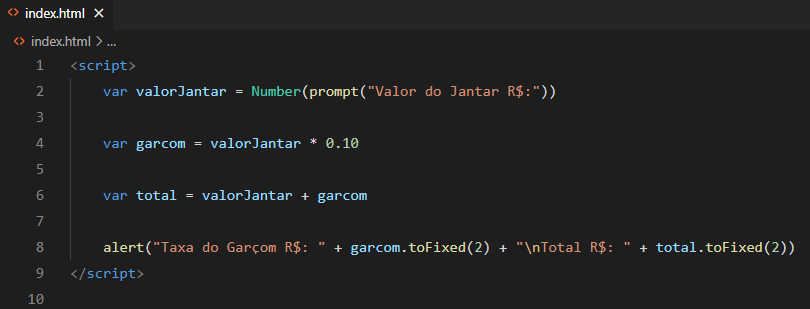 <> index.html ×
<> index.html > ...
1 <script>
2 var valorJantar = Number(prompt("Valor do Jantar R$:"))
3
4 var garcom = valorJantar * 0.10
5
6 var total = valorJantar + garcom
7
8 alert("Taxa do Garçom R$: " + garcom.toFixed(2) + "\nTotal R$: " + total.toFixed(2))
9 </script>
10